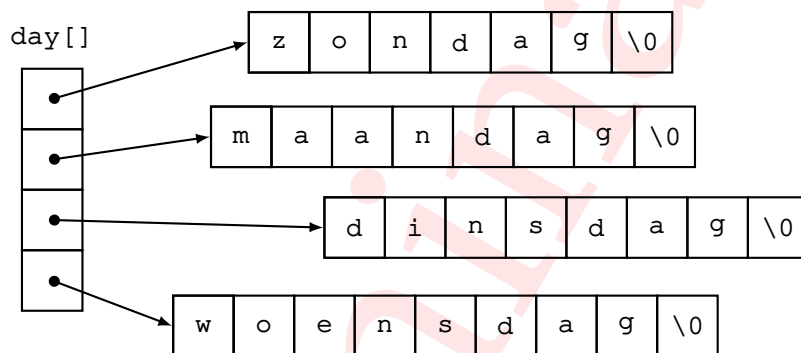 day[]
z o n d a g \0
m a a n d a g \0
d i n s d a g \0
w o e n s d a g \0